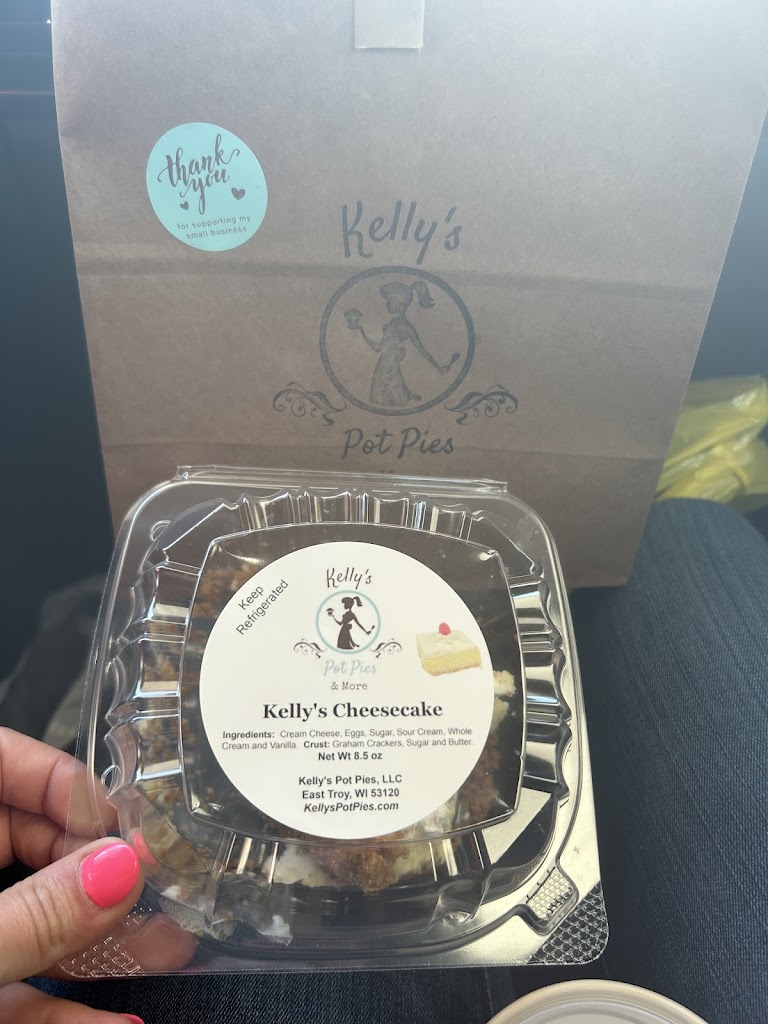 thank
you
for supporting my
small business
Kelly's
Pot Pies
Keep
Refrigerated
Kelly's
Pot Pies
& More
Kelly's Cheesecake
Ingredients: Cream Cheese, Eggs, Sugar, Sour Cream, Whole
Cream and Vanilla. Crust: Graham Crackers, Sugar and Butter.
Net Wt 8.5 oz
Kelly's Pot Pies, LLC
East Troy, WI 53120
KellysPotPies.com